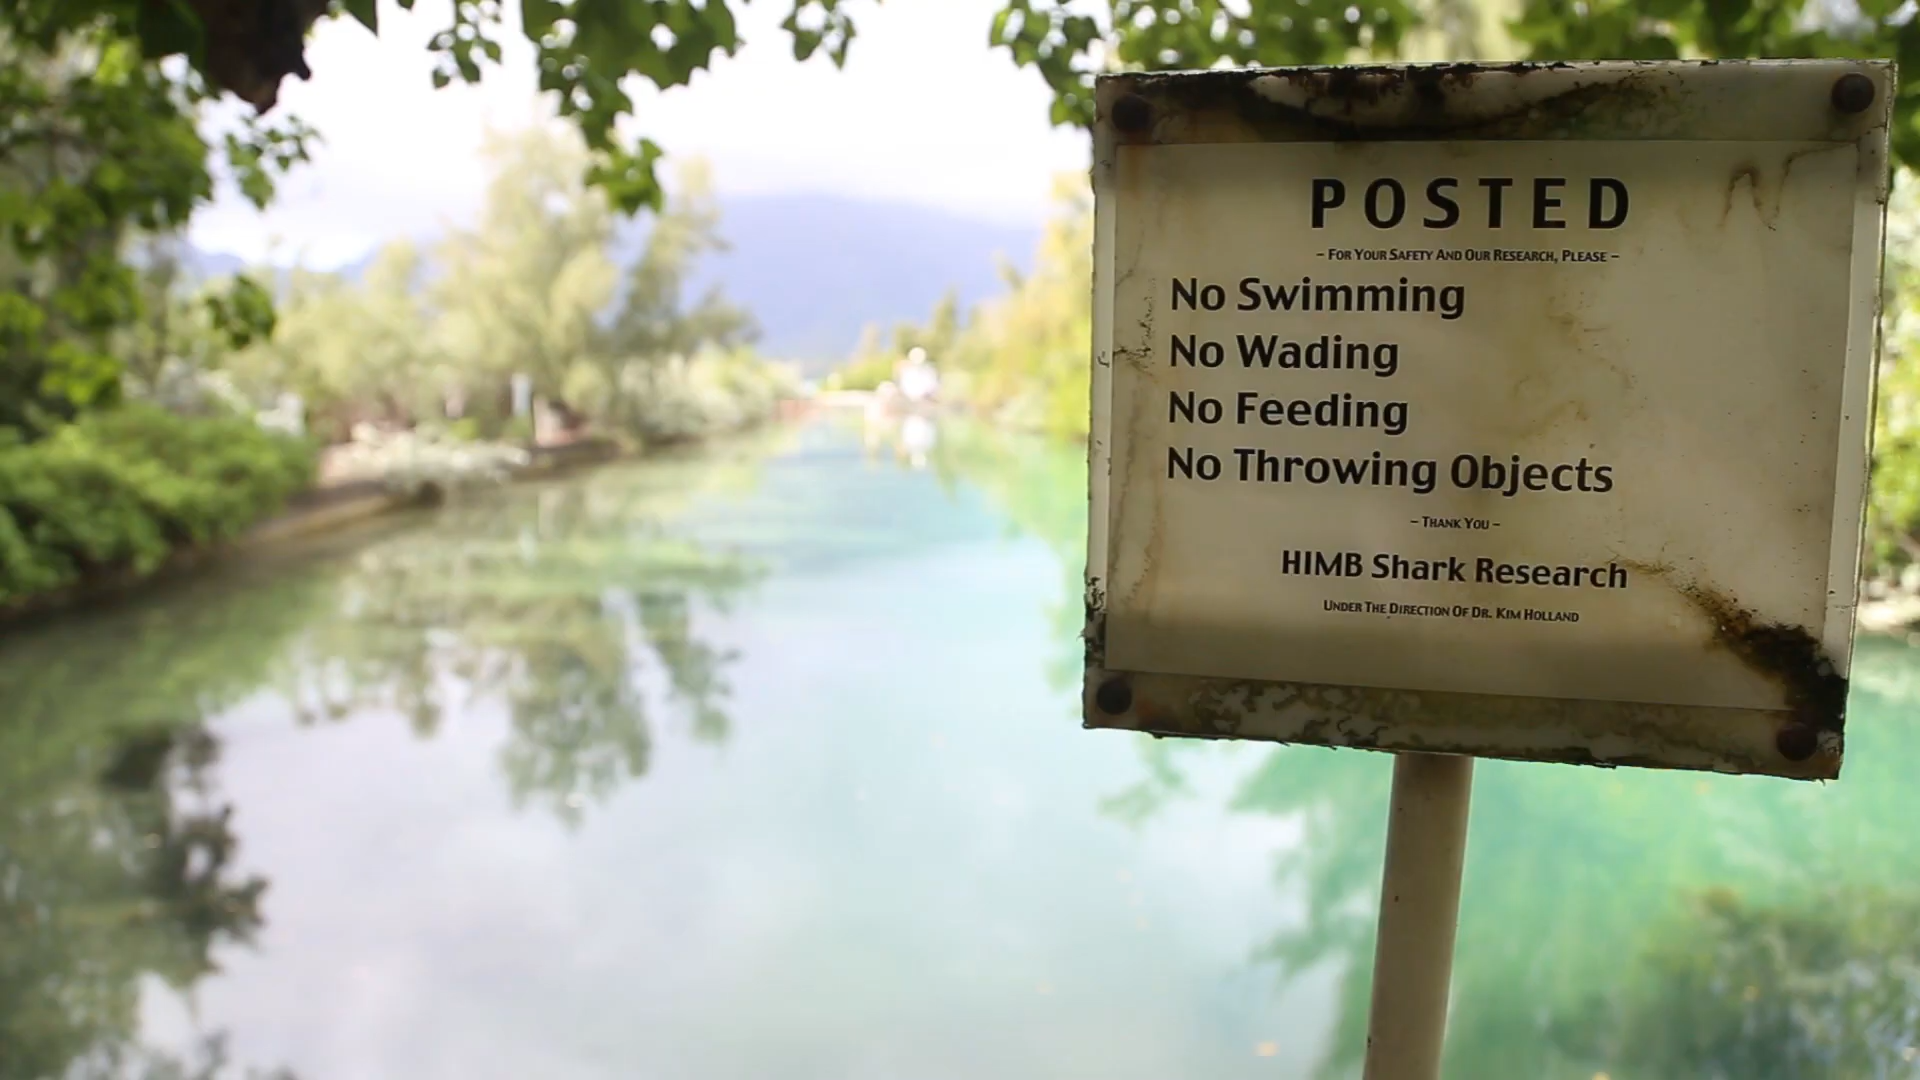 POSTED
– For Your Safety And Our Research, Please –
No Swimming
No Wading
No Feeding
No Throwing Objects
– Thank You –
HIMB Shark Research
Under The Direction Of Dr. Kim Holland